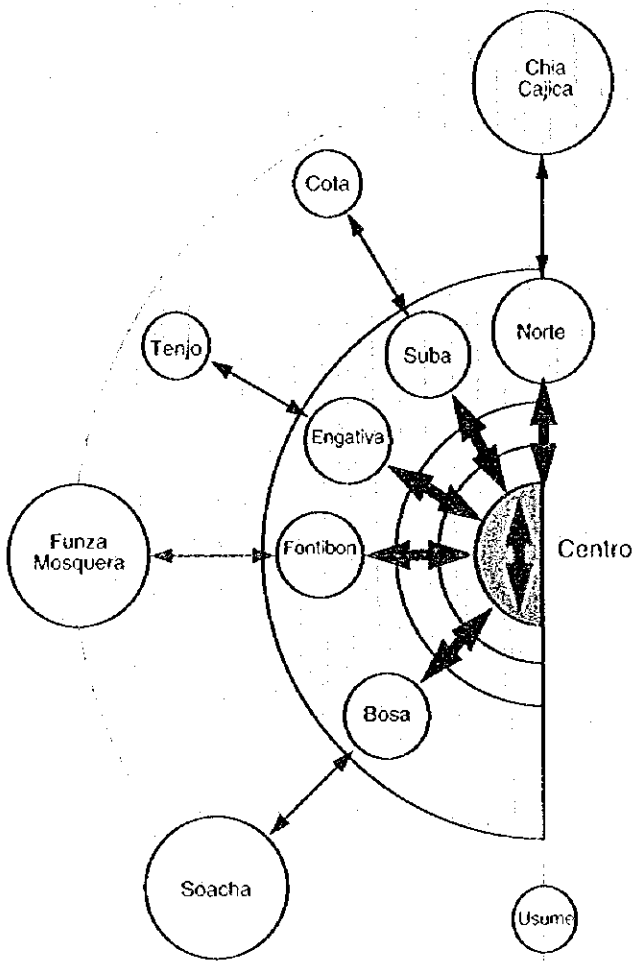 Chia
Cajica
Cota
Norte
Suba
Tenjo
Engativa
Funza
Mosquera
Fontibon
Centro
Bosa
Soacha
Usume